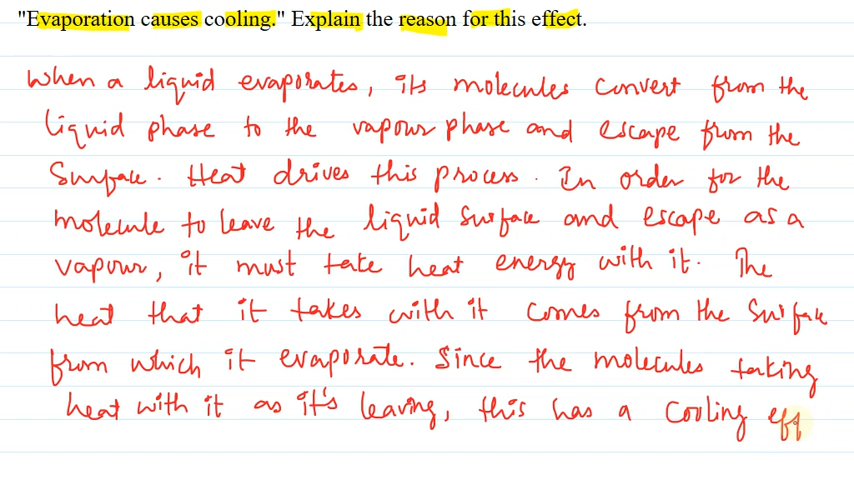 "Evaporation causes cooling." Explain the reason for this effect.
When a liquid evaporates, its molecules convert from the
liquid phase to the vapour phase and escape from the
Surface. Heat drives this process. In order for the
molecule to leave the liquid surface and escape as a
vapour, it must take heat energy with it. The
heat that it takes with it comes from the surface
from which it evaporate. Since the molecules taking
heat with it as it's leaving, this has a cooling eff